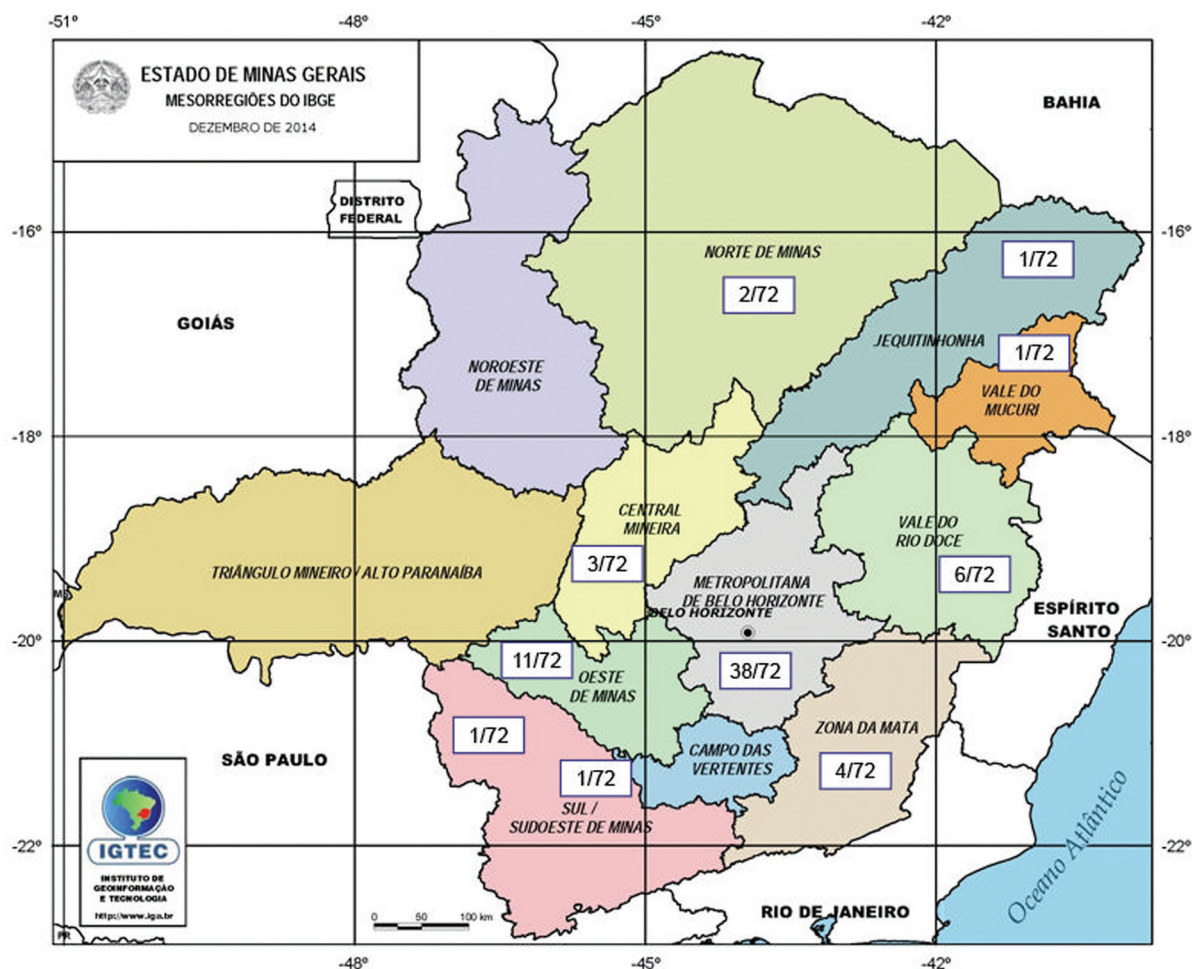 -51º
-48º
-45º
-42º
ESTADO DE MINAS GERAIS
MESORREGIÕES DO IBGE
DEZEMBRO DE 2014
BAHIA
DISTRITO
FEDERAL
-16º
-16º
NORTE DE MINAS
1/72
2/72
GOIÁS
JEQUITINHONHA
1/72
NOROESTE
DE MINAS
VALE DO
MUCURI
-18º
-18º
CENTRAL
MINEIRA
VALE DO
RIO DOCE
3/72
TRIÂNGULO MINEIRO / ALTO PARANAÍBA
METROPOLITANA
DE BELO HORIZONTE
6/72
BELO HORIZONTE
ESPÍRITO
SANTO
-20º
-20º
11/72
OESTE
DE MINAS
38/72
1/72
ZONA DA MATA
SÃO PAULO
CAMPO DAS
VERTENTES
1/72
4/72
SUL /
SUDOESTE DE MINAS
Oceano Atlântico
IGTEC
-22º
-22º
INSTITUTO DE
GEOINFORMAÇÃO
E TECNOLOGIA
http://www.iga.br
0 50 100 km
RIO DE JANEIRO
PR
-48º
-45º
-42º